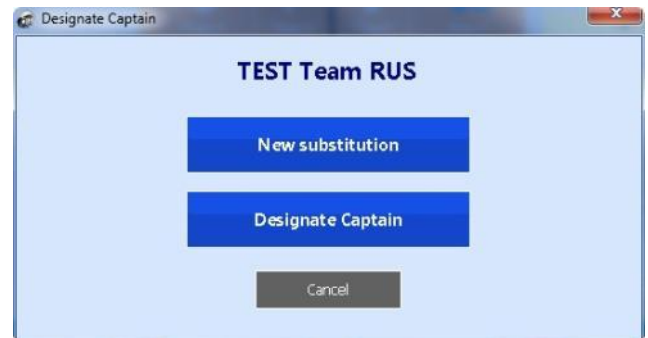 Designate Captain
TEST Team RUS
New substitution
Designate Captain
Cancel